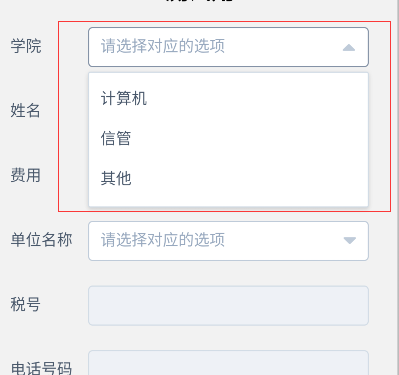 学院 请选择对应的选项
计算机
姓名
信管
费用 其他
单位名称 请选择对应的选项
税号
电话号码